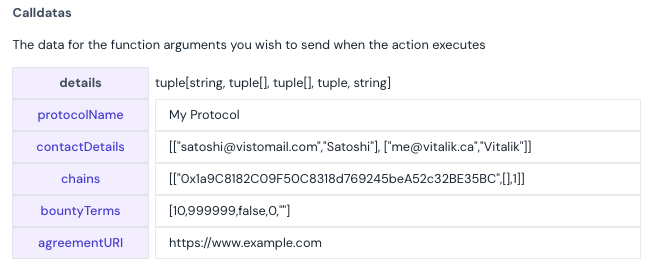 Calldatas
The data for the function arguments you wish to send when the action executes
details tuple[string, tuple[], tuple[], tuple, string]
protocolName My Protocol
contactDetails [["satoshi@vistomail.com","Satoshi"], ["me@vitalik.ca","Vitalik"]]
chains [["0x1a9C8182C09F50C8318d769245beA52c32BE35BC",[],1]]
bountyTerms [10,999999,false,0,""]
agreementURI https://www.example.com